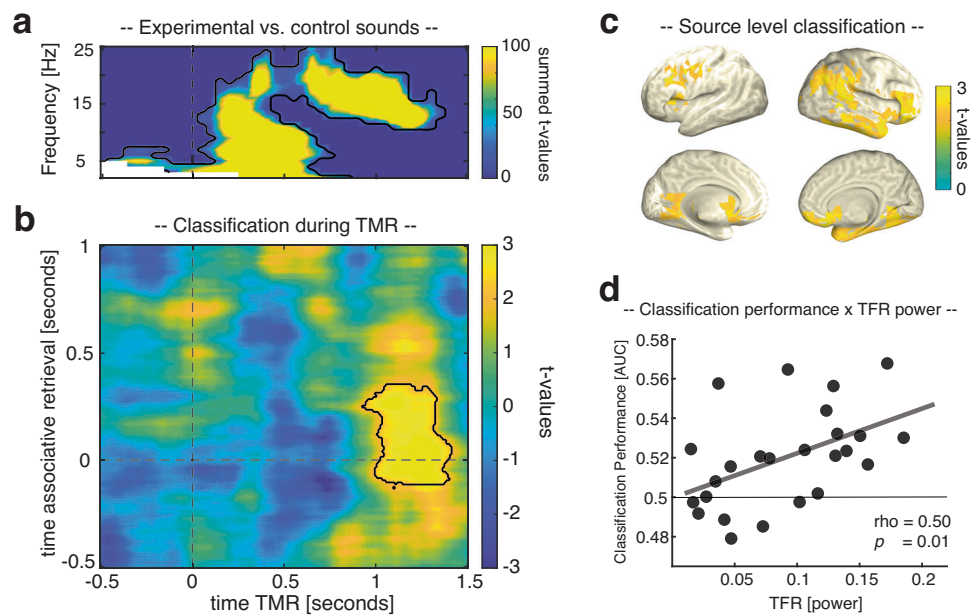 a
-- Experimental vs. control sounds --
Frequency [Hz]
25
20
15
10
5
100
50
0
summed t-values
b
-- Classification during TMR --
time associative retrieval [seconds]
1
0.5
0
-0.5
-0.5
0
0.5
1
1.5
time TMR [seconds]
3
2
1
0
-1
-2
-3
t-values
c
-- Source level classification --
3
0
t-values
d
-- Classification performance x TFR power --
Classification Performance [AUC]
0.58
0.56
0.54
0.52
0.5
0.48
rho = 0.50
p = 0.01
0.05
0.1
0.15
0.2
TFR [power]